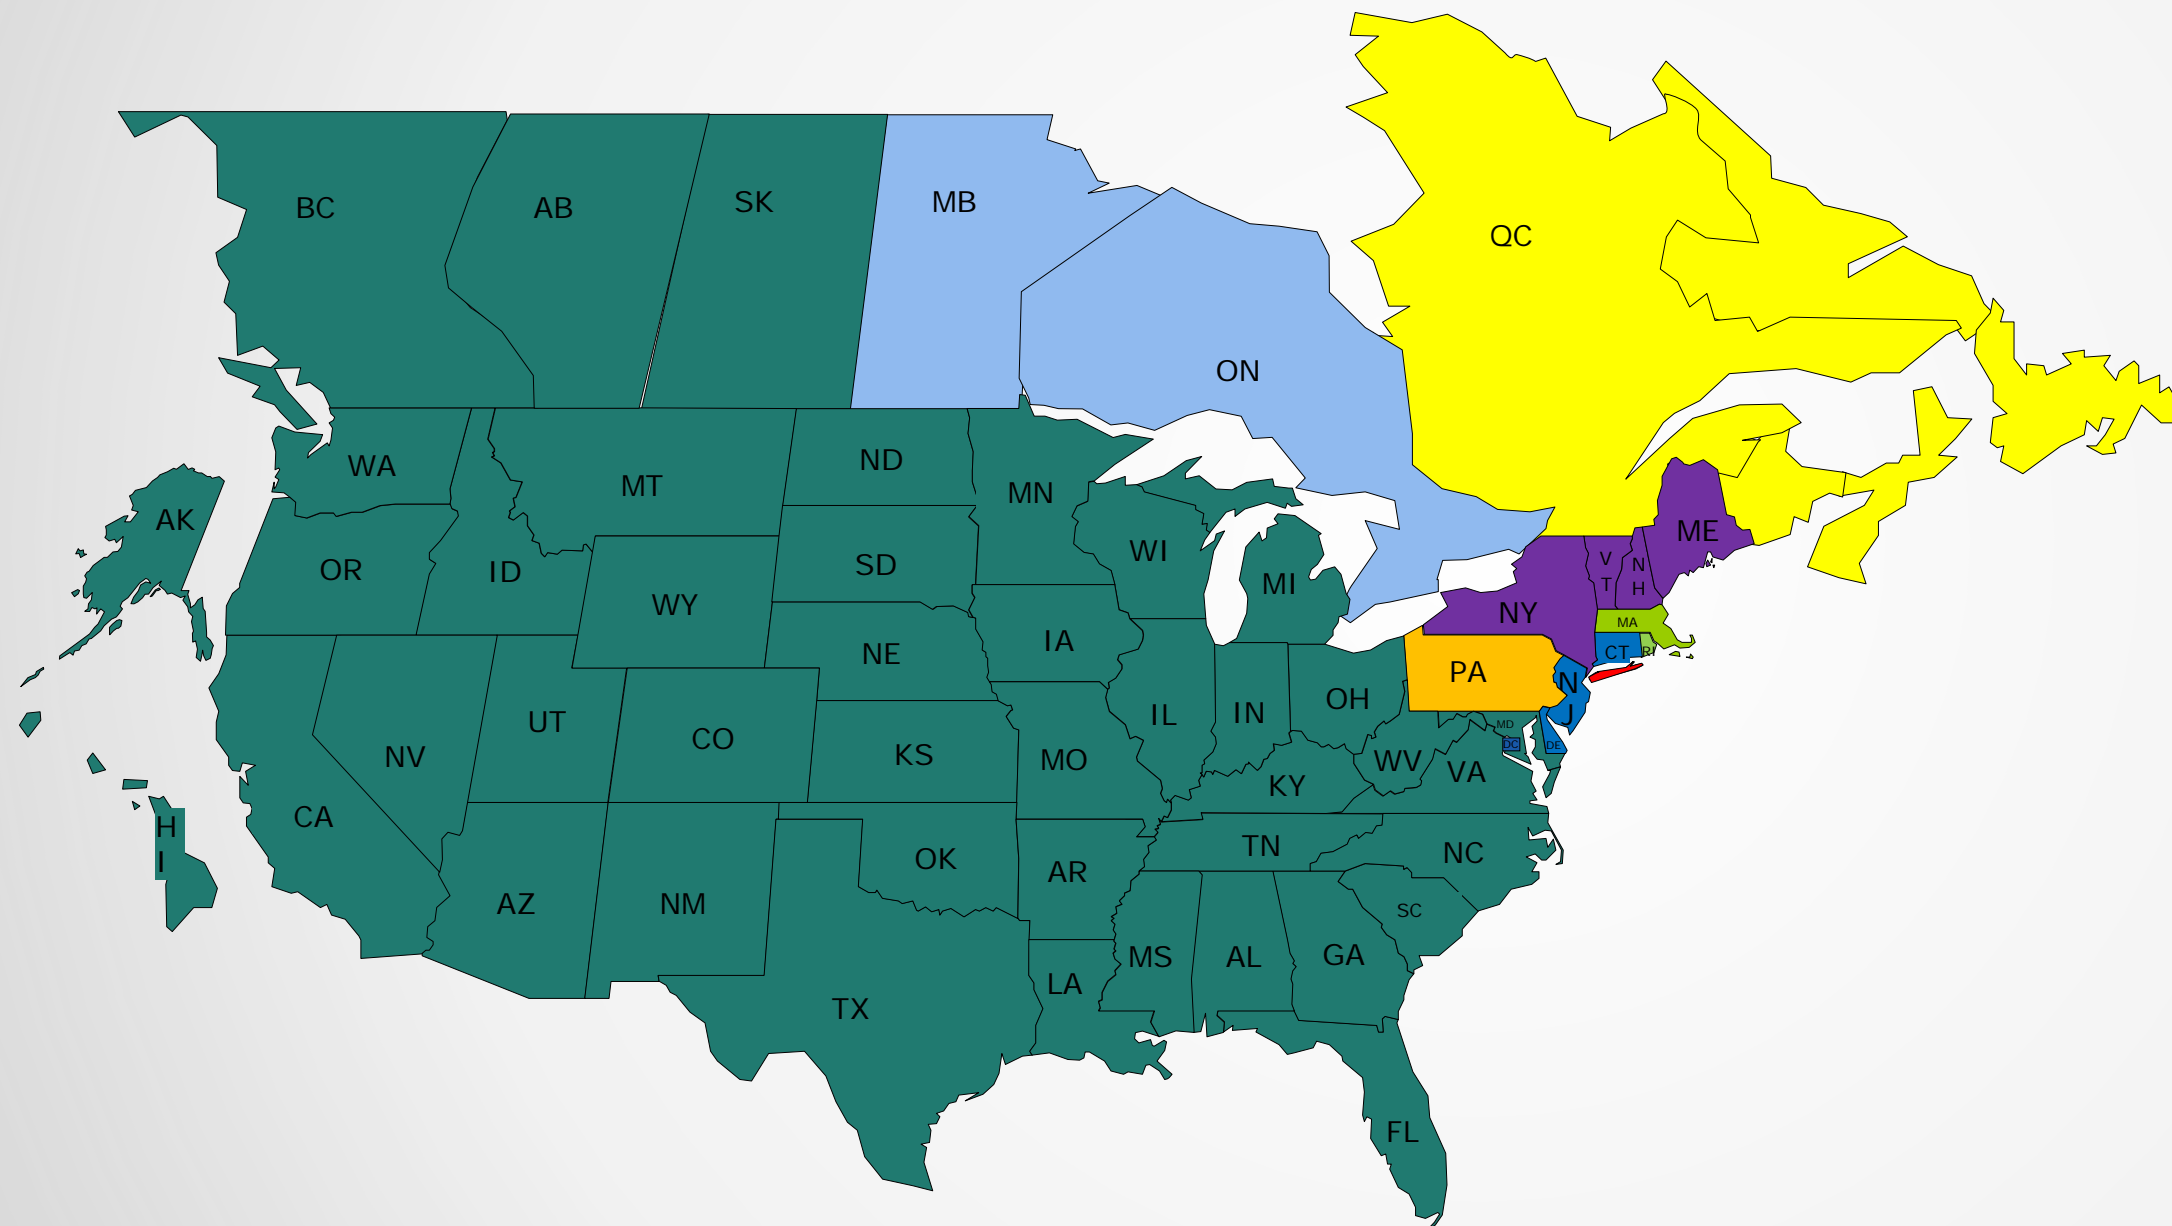 QC
BC
AB
SK
MB
ON
WA
MT
ND
MN
AK
OR
ID
WY
SD
WI
MI
ME
V
T
N
H
NY
MA
CT
RI
IA
NE
PA
N
J
NV
UT
CO
KS
MO
IL
IN
OH
WV
VA
MD
DC
DE
KY
CA
H
I
AZ
NM
OK
AR
TN
NC
SC
TX
LA
MS
AL
GA
FL